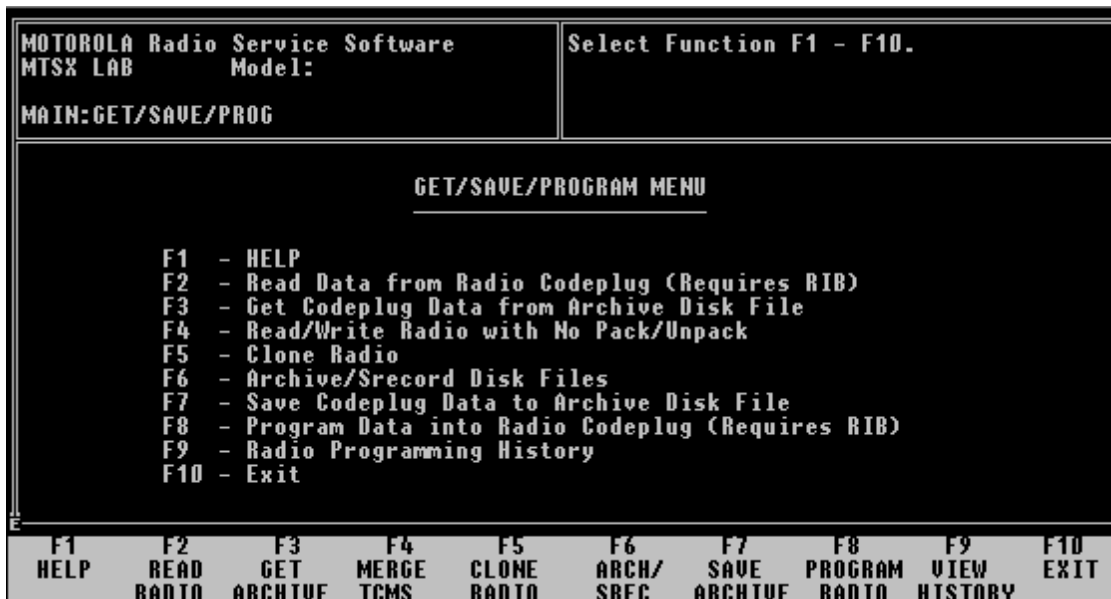 MOTOROLA Radio Service Software
MTSX LAB Model:
MAIN:GET/SAVE/PROG
Select Function F1 - F10.
GET/SAVE/PROGRAM MENU
F1 - HELP
F2 - Read Data from Radio Codeplug (Requires RIB)
F3 - Get Codeplug Data from Archive Disk File
F4 - Read/Write Radio with No Pack/Unpack
F5 - Clone Radio
F6 - Archive/Srecord Disk Files
F7 - Save Codeplug Data to Archive Disk File
F8 - Program Data into Radio Codeplug (Requires RIB)
F9 - Radio Programming History
F10 - Exit
E
F1 F2 F3 F4 F5 F6 F7 F8 F9 F10
HELP READ GET MERGE CLONE ARCH/ SAVE PROGRAM VIEW EXIT
RADIO ARCHIVE TCMS RADIO SREC ARCHIVE RADIO HISTORY